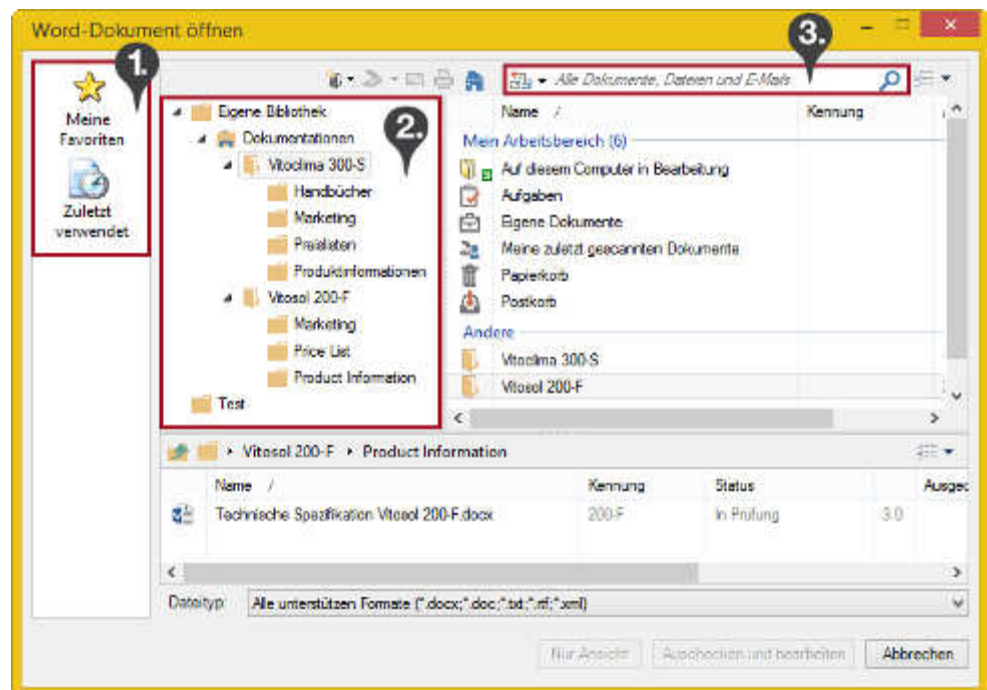 Word-Dokument öffnen
1.
2.
3.
Meine
Favoriten
Zuletzt
verwendet
Alle Dokumente, Dateien und E-Mails
Eigene Bibliothek
Dokumentationen
Vitoclima 300-S
Handbücher
Marketing
Preislisten
Produktinformationen
Vitosol 200-F
Marketing
Price List
Product Information
Test
Name Kennung
Mein Arbeitsbereich (6)
Auf diesem Computer in Bearbeitung
Aufgaben
Eigene Dokumente
Meine zuletzt gescannten Dokumente
Papierkorb
Postkorb
Andere
Vitoclima 300-S
Vitosol 200-F
Vitosol 200-F Product Information
Name Kennung Status Ausgec
Technische Spezifikation Vitosol 200-F.docx 200-F In Prüfung 3.0
Dateityp: Alle unterstützen Formate (*.docx;*.doc;*.txt;*.rtf;*.xml)
Nur Ansicht Auschecken und bearbeiten Abbrechen